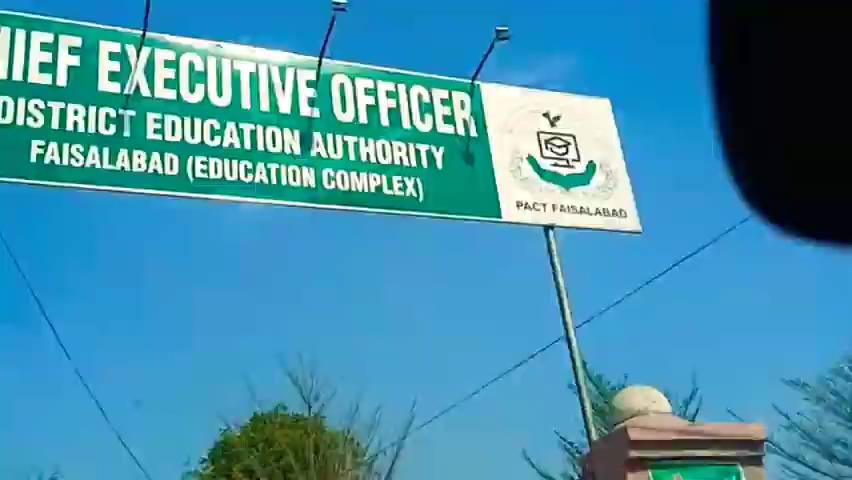 HIEF EXECUTIVE OFFICER
DISTRICT EDUCATION AUTHORITY
FAISALABAD (EDUCATION COMPLEX)
PACT FAISALABAD